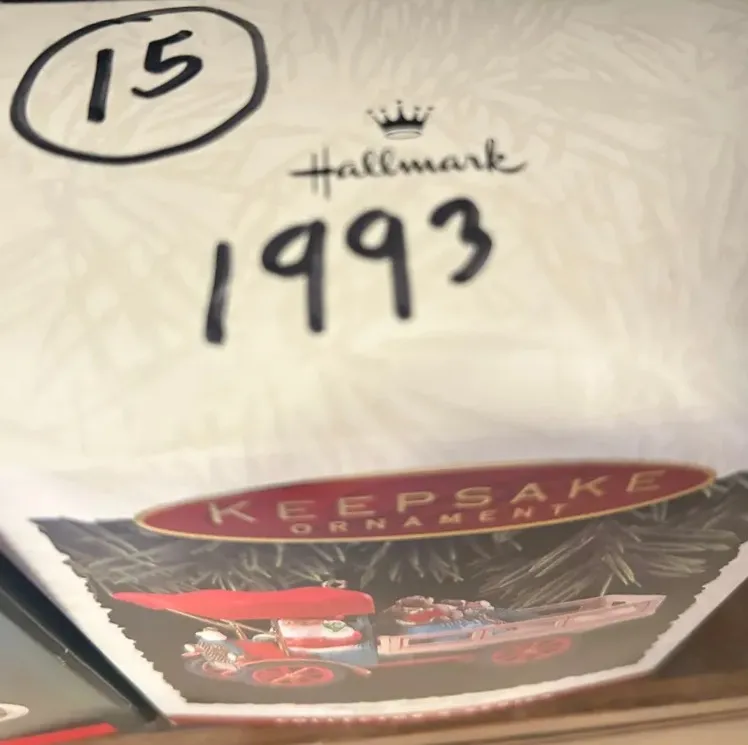 15
Hallmark
1993
KEEPSAKE
ORNAMENT